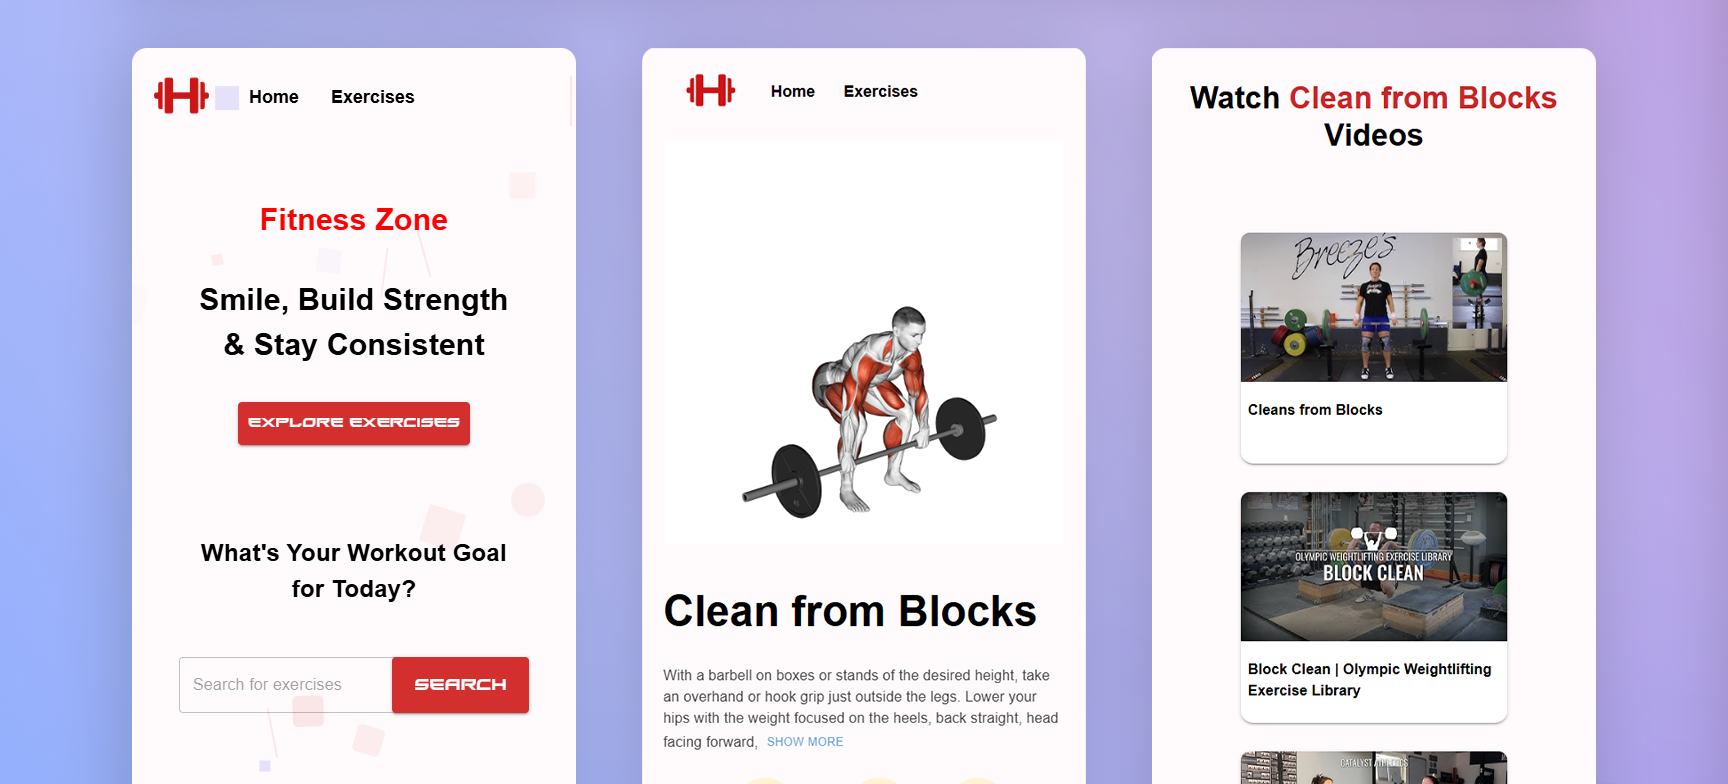 Home Exercises
Fitness Zone
Smile, Build Strength
& Stay Consistent
EXPLORE EXERCISES
What's Your Workout Goal
for Today?
Search for exercises
SEARCH
Home Exercises
Clean from Blocks
With a barbell on boxes or stands of the desired height, take
an overhand or hook grip just outside the legs. Lower your
hips with the weight focused on the heels, back straight, head
facing forward, SHOW MORE
Watch Clean from Blocks
Videos
Breeze's
Cleans from Blocks
OLYMPIC WEIGHTLIFTING EXERCISE LIBRARY
BLOCK CLEAN
Block Clean | Olympic Weightlifting
Exercise Library
CATALYST ATHLETICS